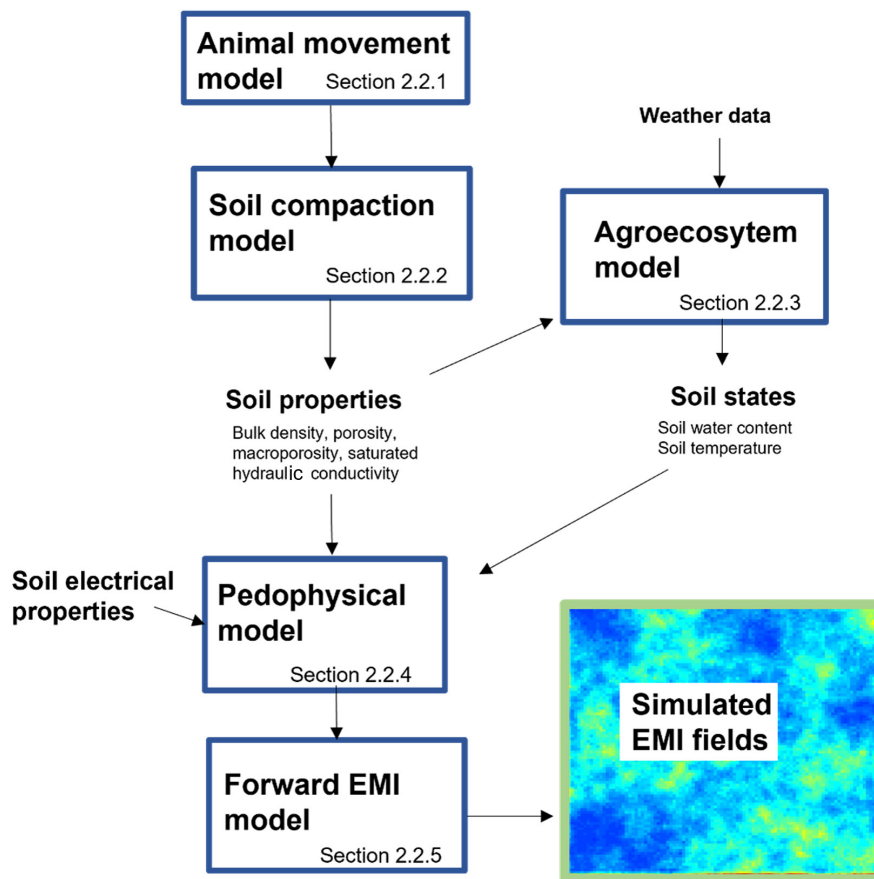 Animal movement
model
Section 2.2.1
Weather data
Soil compaction
model
Section 2.2.2
Agroecosytem
model
Section 2.2.3
Soil properties
Bulk density, porosity,
macroporosity, saturated
hydraulic conductivity
Soil states
Soil water content
Soil temperature
Soil electrical
properties
Pedophysical
model
Section 2.2.4
Simulated
EMI fields
Forward EMI
model
Section 2.2.5